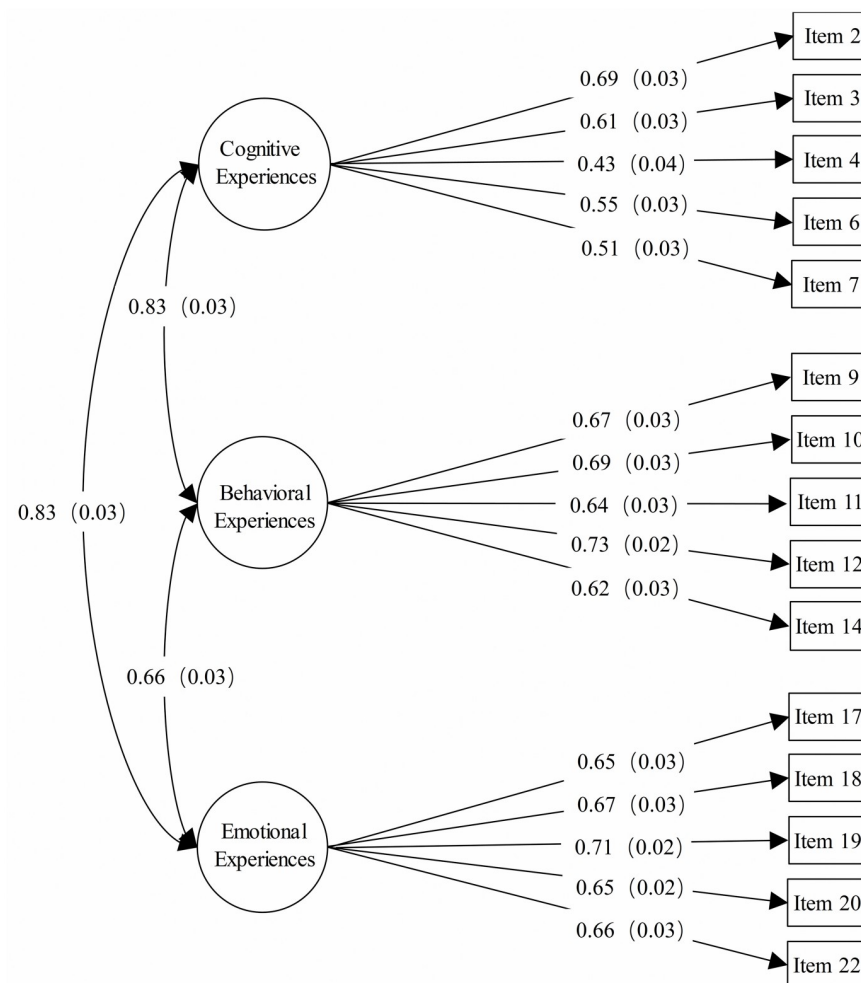 Item 2
0.69 (0.03)
Item 3
0.61 (0.03)
Cognitive
Experiences
0.43 (0.04)
Item 4
0.55 (0.03)
Item 6
0.51 (0.03)
Item 7
0.83 (0.03)
Item 9
0.67 (0.03)
Item 10
0.69 (0.03)
Behavioral
Experiences
0.64 (0.03)
Item 11
0.83 (0.03)
0.73 (0.02)
Item 12
0.62 (0.03)
Item 14
0.66 (0.03)
Item 17
0.65 (0.03)
Item 18
0.67 (0.03)
Emotional
Experiences
0.71 (0.02)
Item 19
0.65 (0.02)
Item 20
0.66 (0.03)
Item 22